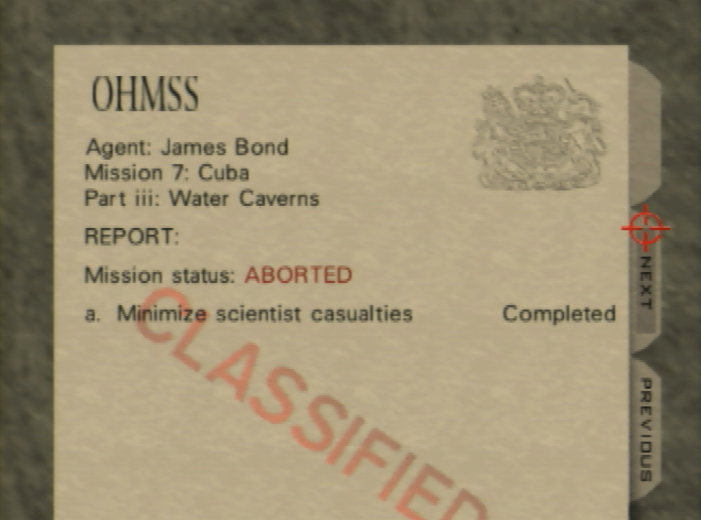 OHMSS
Agent: James Bond
Mission 7: Cuba
Part iii: Water Caverns
REPORT:
Mission status: ABORTED
a. Minimize scientist casualties Completed
CLASSIFIED
NEXT
PREVIOUS